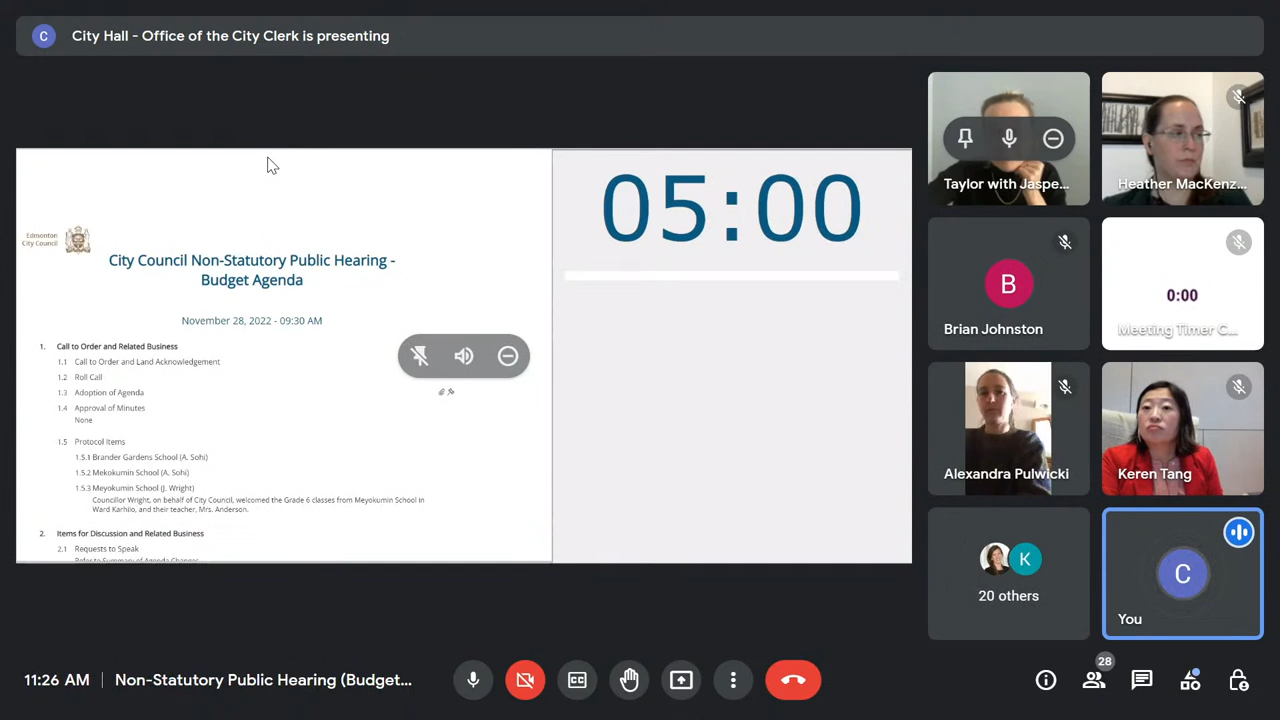 C City Hall - Office of the City Clerk is presenting
Edmonton
City Council
City Council Non-Statutory Public Hearing -
Budget Agenda
November 28, 2022 - 09:30 AM
1. Call to Order and Related Business
1.1 Call to Order and Land Acknowledgement
1.2 Roll Call
1.3 Adoption of Agenda
1.4 Approval of Minutes
None
1.5 Protocol Items
1.5.1 Brander Gardens School (A. Sohi)
1.5.2 Mekokumin School (A. Sohi)
1.5.3 Meyokumin School (J. Wright)
Councillor Wright, on behalf of City Council, welcomed the Grade 6 classes from Meyokumin School in
Ward Karhiio, and their teacher, Mrs. Anderson.
2. Items for Discussion and Related Business
2.1 Requests to Speak
Refer to Summary of Agenda Changes
05:00
Taylor with Jaspe...
Heather MacKenz...
B
Brian Johnston
0:00
Meeting Timer C...
Alexandra Pulwicki
Keren Tang
K
20 others
C
You
11:26 AM | Non-Statutory Public Hearing (Budget...
CC
28